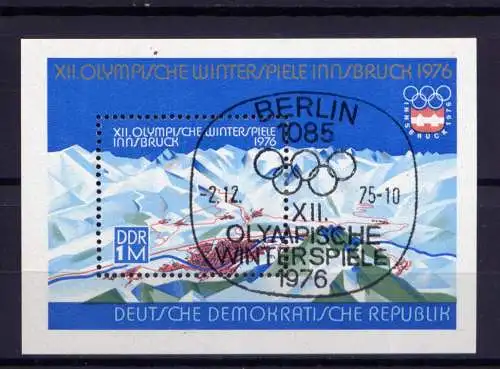 XII. OLYMPISCHE WINTERSPIELE INNSBRUCK 1976
INNSBRUCK 1976
XII. OLYMPISCHE WINTERSPIELE
INNSBRUCK 1976
DDR
1M
BERLIN
1085
-2.12. 75-10
XII.
OLYMPISCHE
WINTERSPIELE
1976
DEUTSCHE DEMOKRATISCHE REPUBLIK